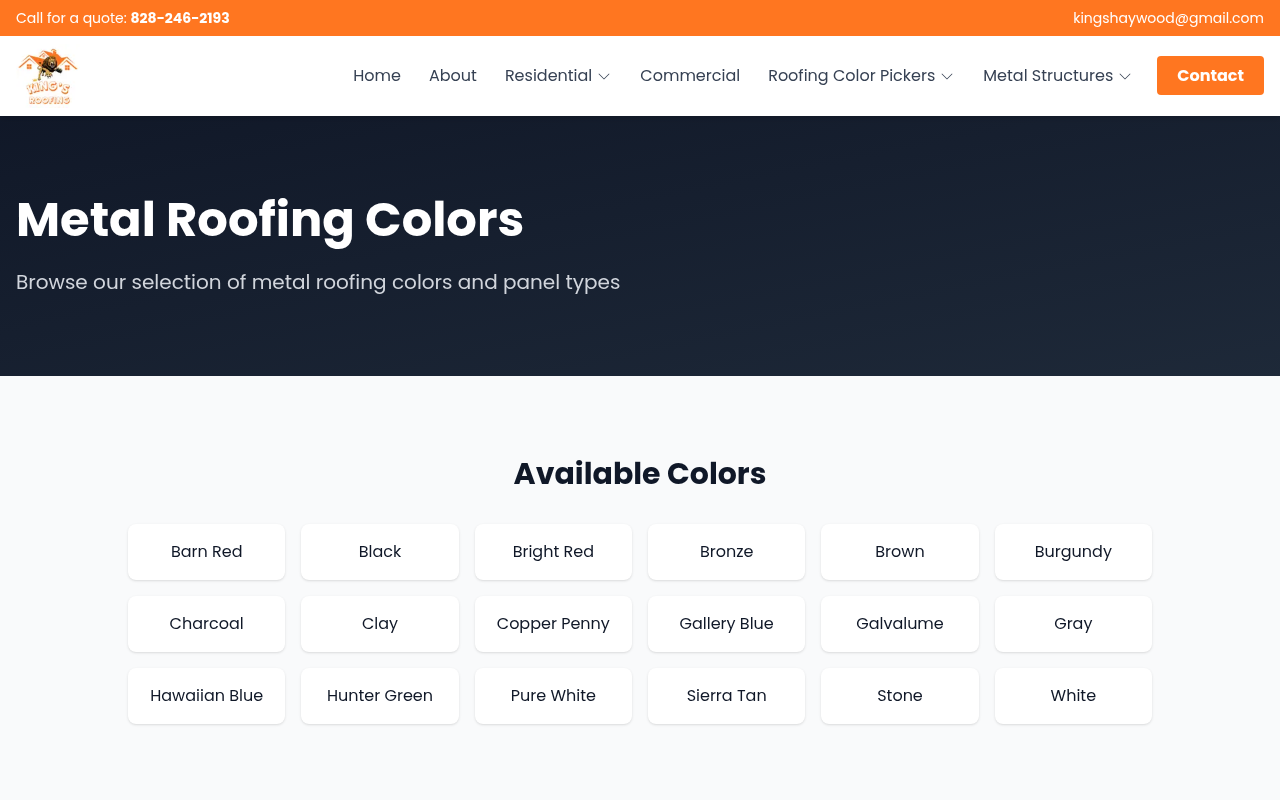 Call for a quote: 828-246-2193
kingshaywood@gmail.com
KING'S
ROOFING
Home
About
Residential
Commercial
Roofing Color Pickers
Metal Structures
Contact
Metal Roofing Colors
Browse our selection of metal roofing colors and panel types
Available Colors
Barn Red
Black
Bright Red
Bronze
Brown
Burgundy
Charcoal
Clay
Copper Penny
Gallery Blue
Galvalume
Gray
Hawaiian Blue
Hunter Green
Pure White
Sierra Tan
Stone
White